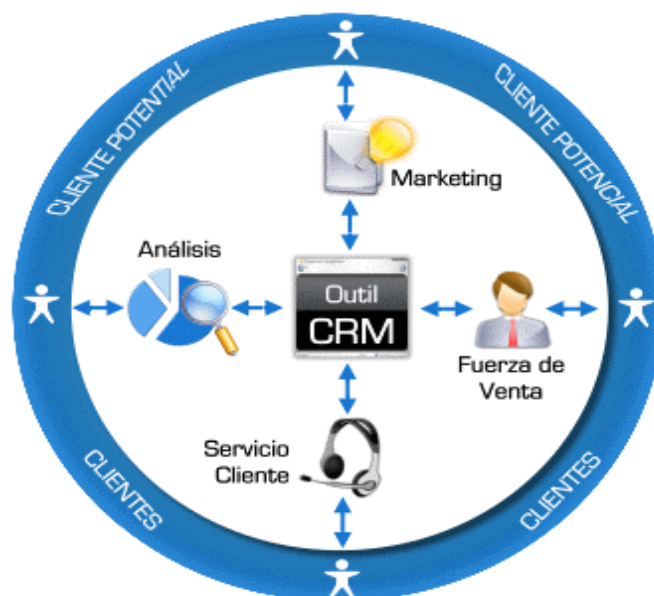 CLIENTE POTENTIAL
CLIENTE POTENCIAL
Marketing
Análisis
Outil
CRM
Fuerza de
Venta
Servicio
Cliente
CLIENTES
CLIENTES